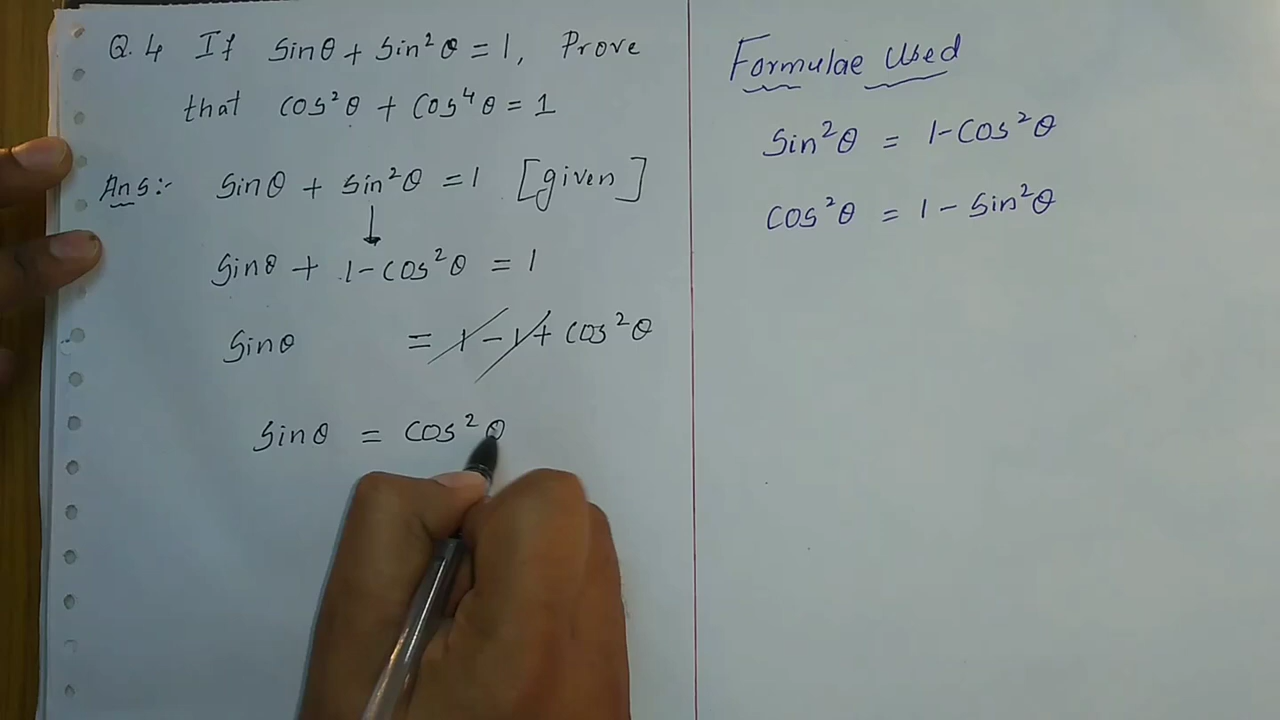 Q.4 If Sinθ + Sin²θ = 1, Prove
that Cos²θ + Cos⁴θ = 1
Ans:- Sinθ + Sin²θ = 1 [given]
Sinθ + 1 - Cos²θ = 1
Sinθ = 1 - 1 + Cos²θ
Sinθ = Cos²θ
Formulae Used
Sin²θ = 1 - Cos²θ
Cos²θ = 1 - Sin²θ